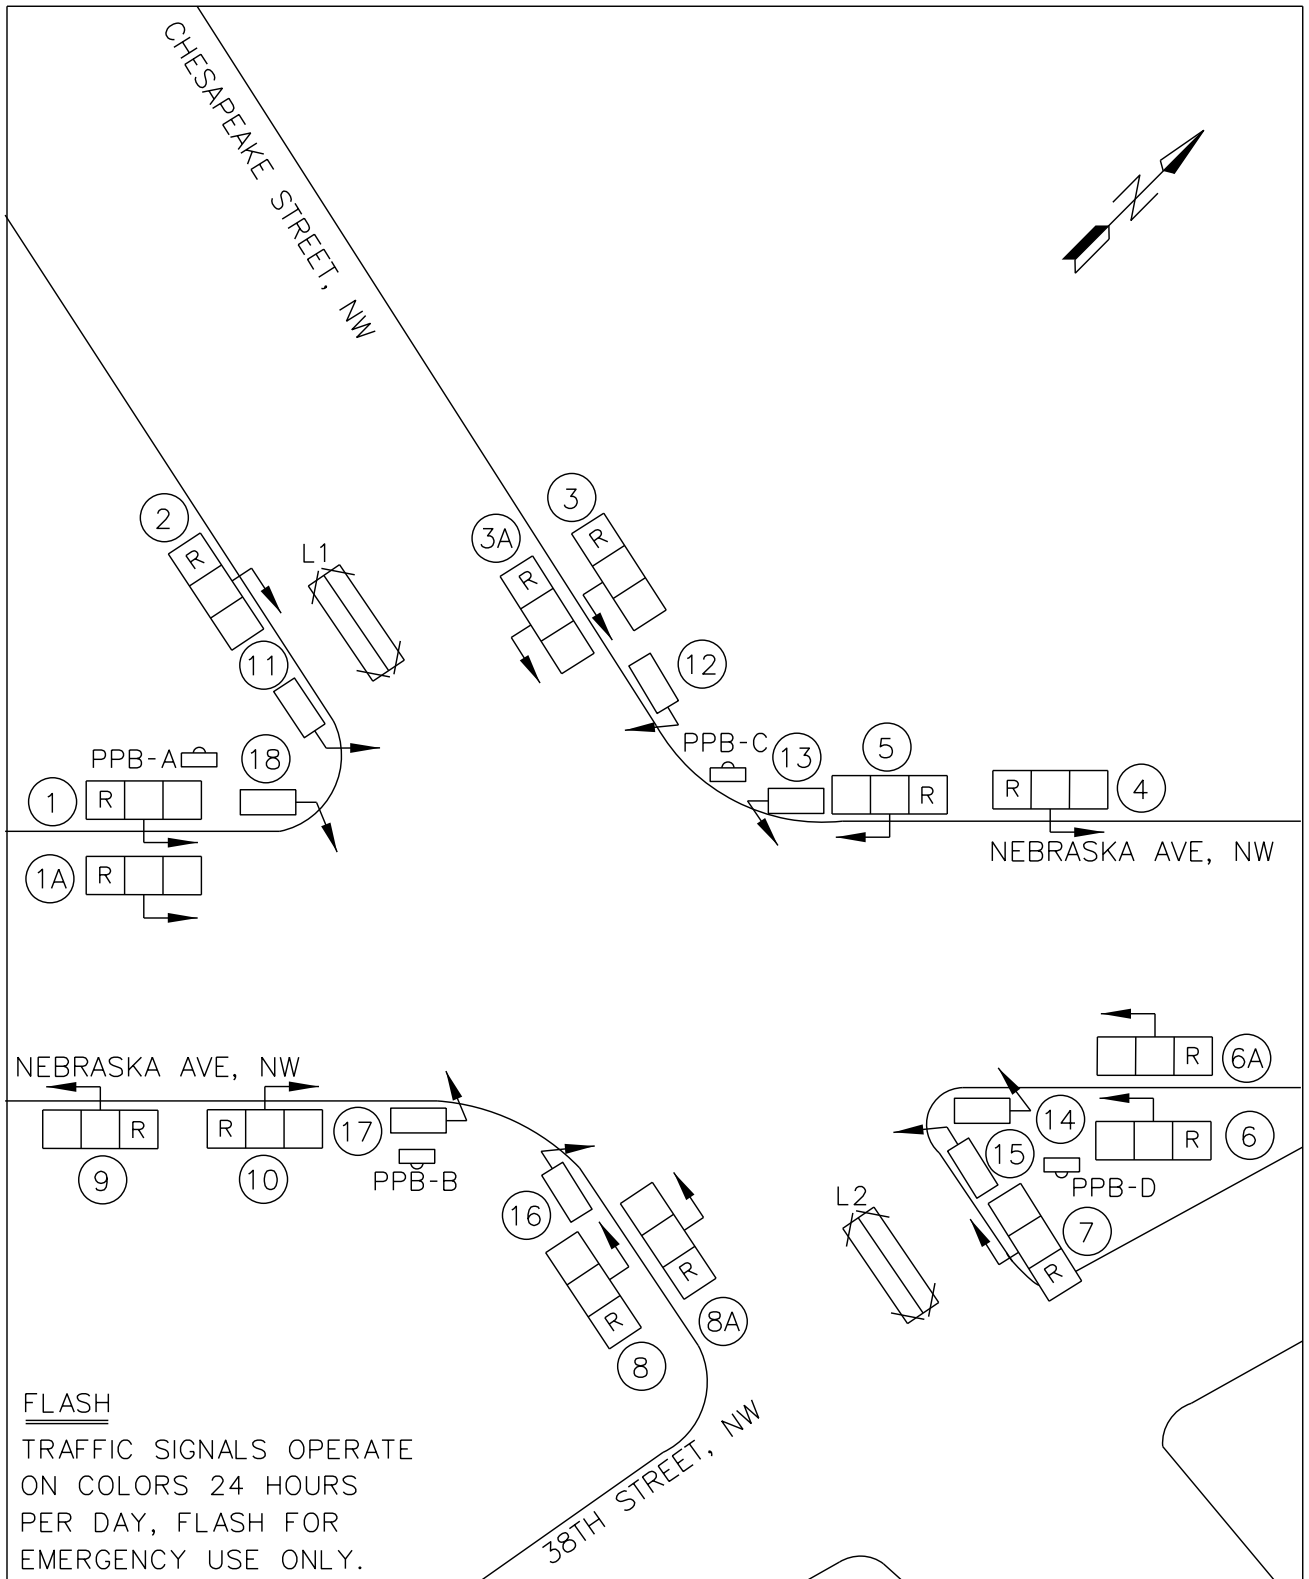 CHESAPEAKE STREET, NW
N
2
R
L1
3
R
3A
R
11
12
PPB-A
18
PPB-C
13
5
1
R
R
R
4
NEBRASKA AVE, NW
1A
R
NEBRASKA AVE, NW
R
6A
R
R
17
14
R
6
9
10
PPB-B
15
PPB-D
16
L2
7
R
R
R
8A
8
38TH STREET, NW
FLASH
TRAFFIC SIGNALS OPERATE
ON COLORS 24 HOURS
PER DAY, FLASH FOR
EMERGENCY USE ONLY.